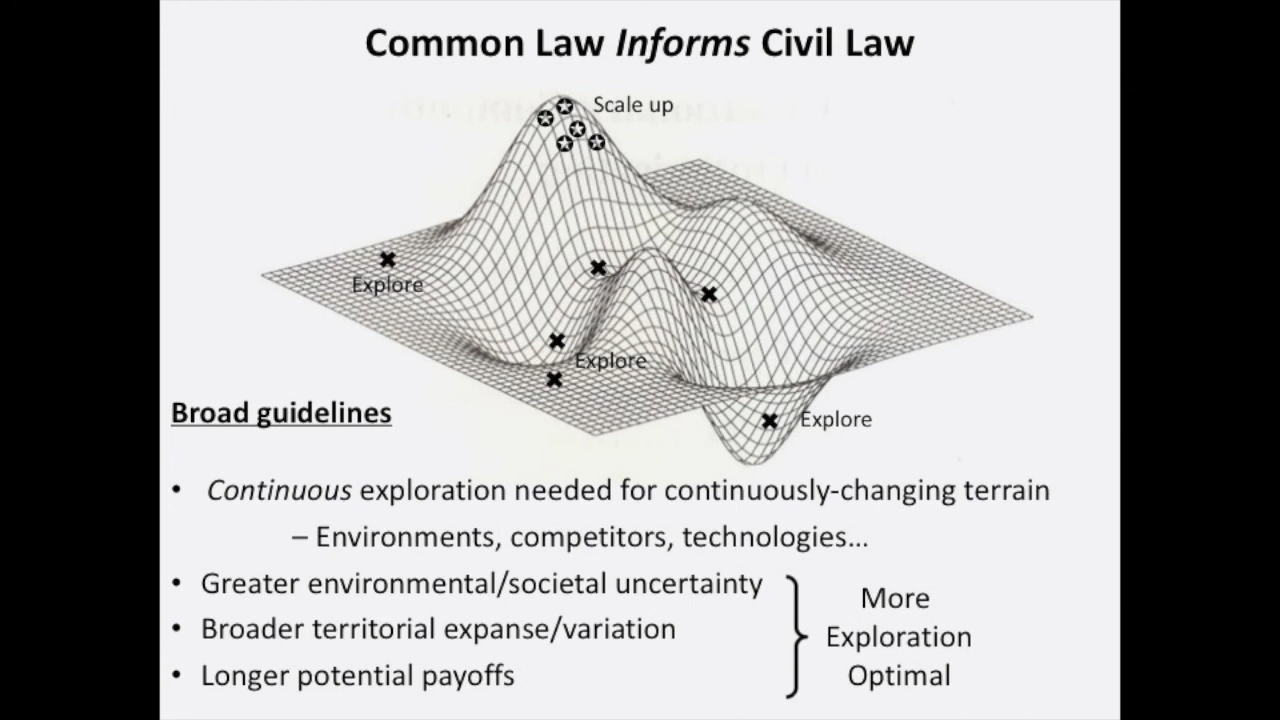 Common Law Informs Civil Law
Scale up
Explore
Explore
Explore
Broad guidelines
• Continuous exploration needed for continuously-changing terrain
– Environments, competitors, technologies...
• Greater environmental/societal uncertainty
• Broader territorial expanse/variation
• Longer potential payoffs
More
Exploration
Optimal